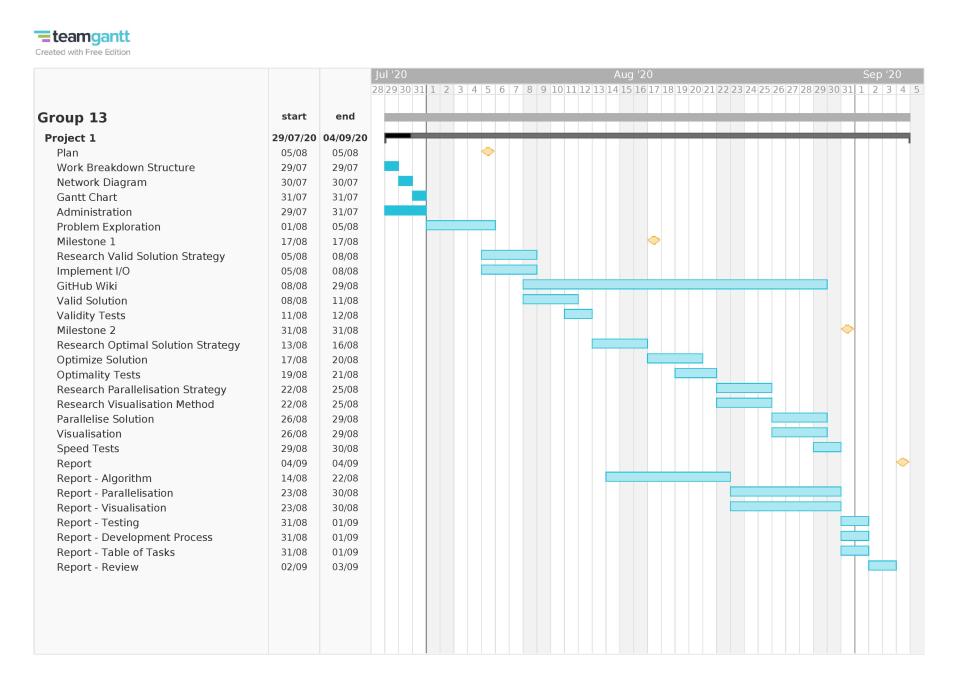 teamgantt
Created with Free Edition
Jul '20 Aug '20 Sep '20
28 29 30 31 1 2 3 4 5 6 7 8 9 10 11 12 13 14 15 16 17 18 19 20 21 22 23 24 25 26 27 28 29 30 31 1 2 3 4 5
Group 13 start end
Project 1 29/07/20 04/09/20
Plan 05/08 05/08
Work Breakdown Structure 29/07 29/07
Network Diagram 30/07 30/07
Gantt Chart 31/07 31/07
Administration 29/07 31/07
Problem Exploration 01/08 05/08
Milestone 1 17/08 17/08
Research Valid Solution Strategy 05/08 08/08
Implement I/O 05/08 08/08
GitHub Wiki 08/08 29/08
Valid Solution 08/08 11/08
Validity Tests 11/08 12/08
Milestone 2 31/08 31/08
Research Optimal Solution Strategy 13/08 16/08
Optimize Solution 17/08 20/08
Optimality Tests 19/08 21/08
Research Parallelisation Strategy 22/08 25/08
Research Visualisation Method 22/08 25/08
Parallelise Solution 26/08 29/08
Visualisation 26/08 29/08
Speed Tests 29/08 30/08
Report 04/09 04/09
Report - Algorithm 14/08 22/08
Report - Parallelisation 23/08 30/08
Report - Visualisation 23/08 30/08
Report - Testing 31/08 01/09
Report - Development Process 31/08 01/09
Report - Table of Tasks 31/08 01/09
Report - Review 02/09 03/09